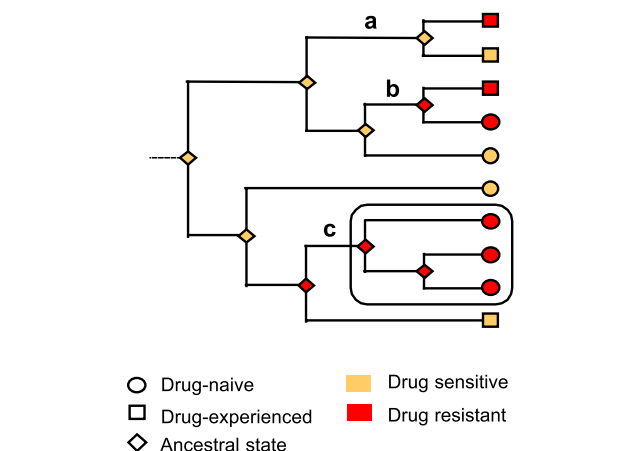 a
b
c
Drug-naive
Drug sensitive
Drug-experienced
Drug resistant
Ancestral state